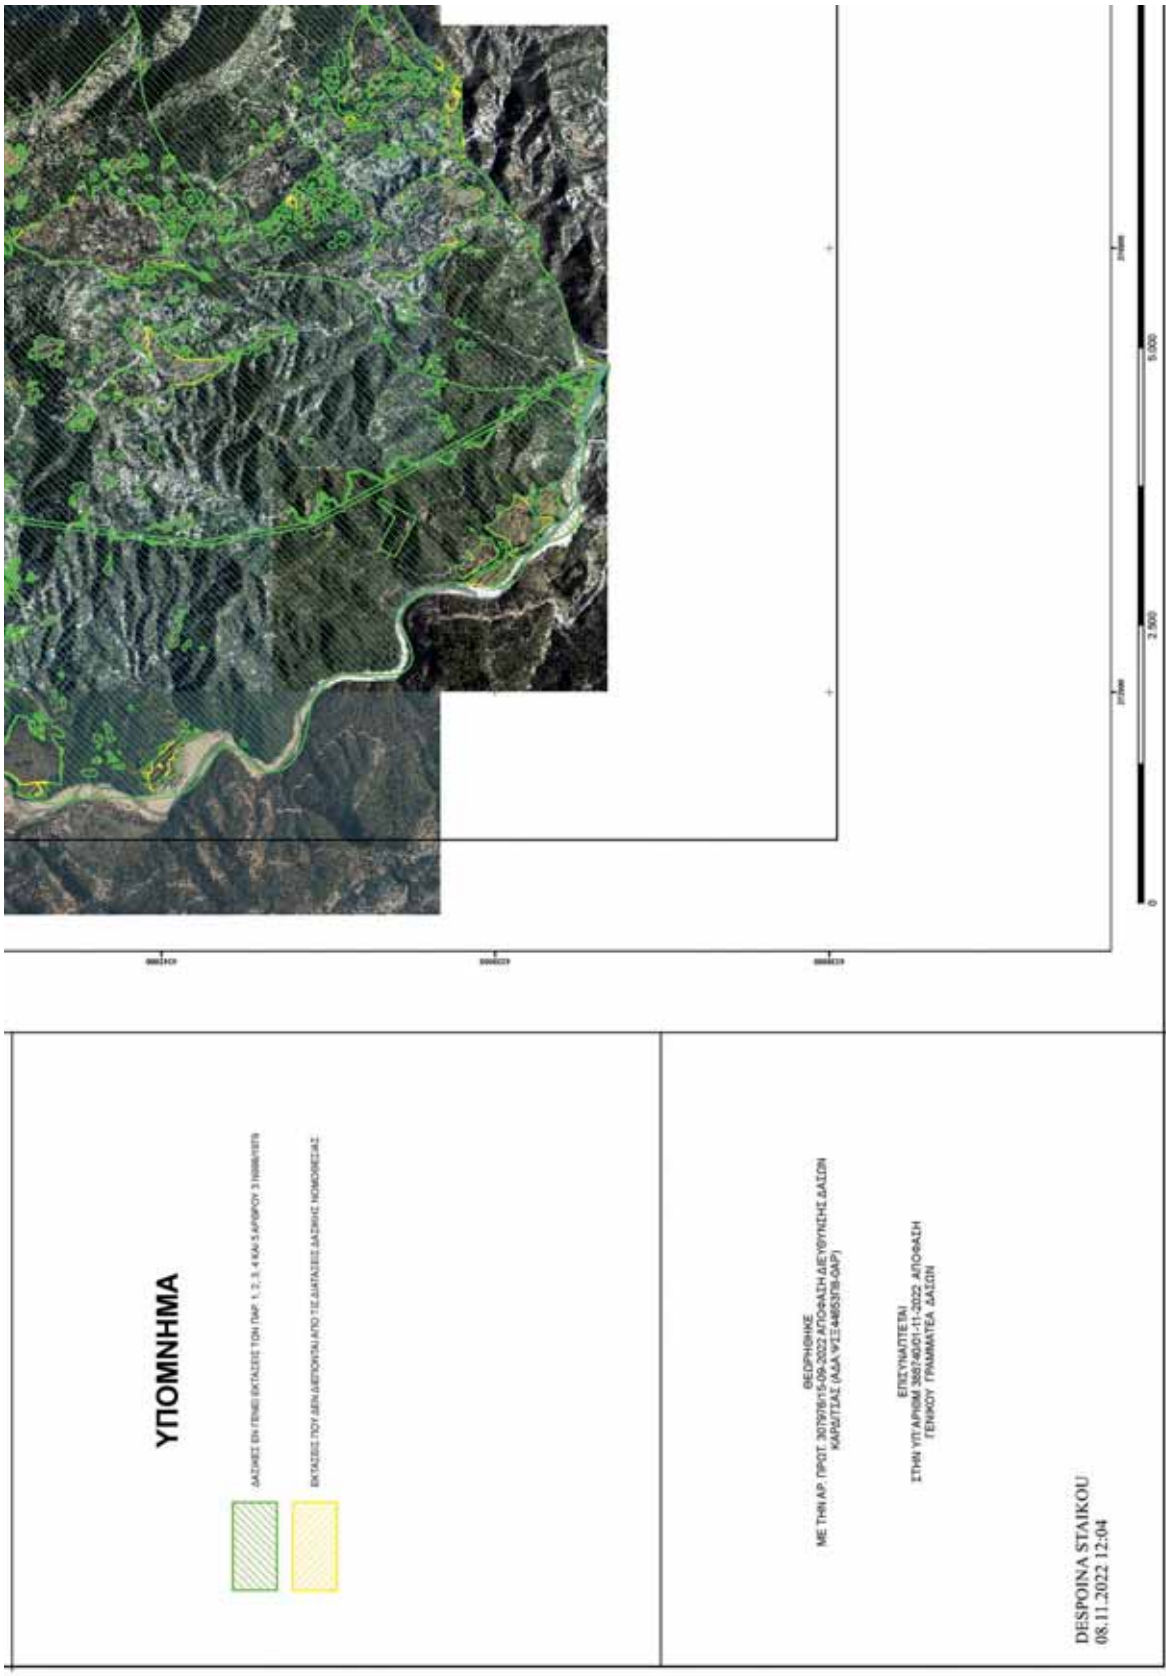 ΥΠΟΜΝΗΜΑ
ΔΑΣΙΚΕΣ ΕΝ ΓΕΝΕΙ ΕΚΤΑΣΕΙΣ ΤΩΝ ΠΑΡ. 1, 2, 3, 4 ΚΑΙ 5 ΑΡΘΡΟΥ 3 Ν998/1979
ΕΚΤΑΣΕΙΣ ΠΟΥ ΔΕΝ ΔΙΕΠΟΝΤΑΙ ΑΠΟ ΤΙΣ ΔΙΑΤΑΞΕΙΣ ΔΑΣΙΚΗΣ ΝΟΜΟΘΕΣΙΑΣ
ΘΕΩΡΗΘΗΚΕ
ΜΕ ΤΗΝ ΑΡ. ΠΡΩΤ. 307976/15-09-2022 ΑΠΟΦΑΣΗ ΔΙΕΥΘΥΝΣΗΣ ΔΑΣΩΝ
ΚΑΡΔΙΤΣΑΣ (ΑΔΑ
ΕΠΙΣΥΝΑΠΤΕΤΑΙ
ΣΤΗΝ ΥΠ'ΑΡΙΘΜ 01-11-2022 ΑΠΟΦΑΣΗ
ΓΕΝΙΚΟΥ ΓΡΑΜΜΑΤΕΑ ΔΑΣΩΝ
DESPOINA STAIKOU
08.11.2022 12:04
0
2.500
5.000